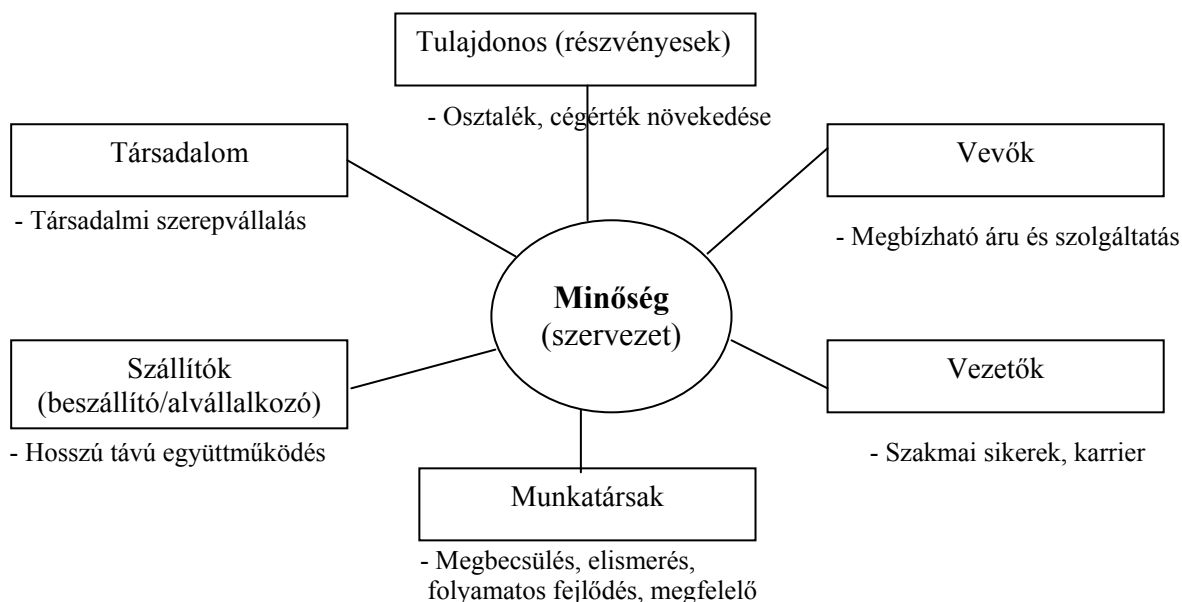 Tulajdonos (részvényesek)
- Osztalék, cégérték növekedése
Társadalom
- Társadalmi szerepvállalás
Vevők
- Megbízható áru és szolgáltatás
Minőség
(szervezet)
Szállítók
(beszállító/alvállalkozó)
- Hosszú távú együttműködés
Vezetők
- Szakmai sikerek, karrier
Munkatársak
- Megbecsülés, elismerés,
folyamatos fejlődés, megfelelő